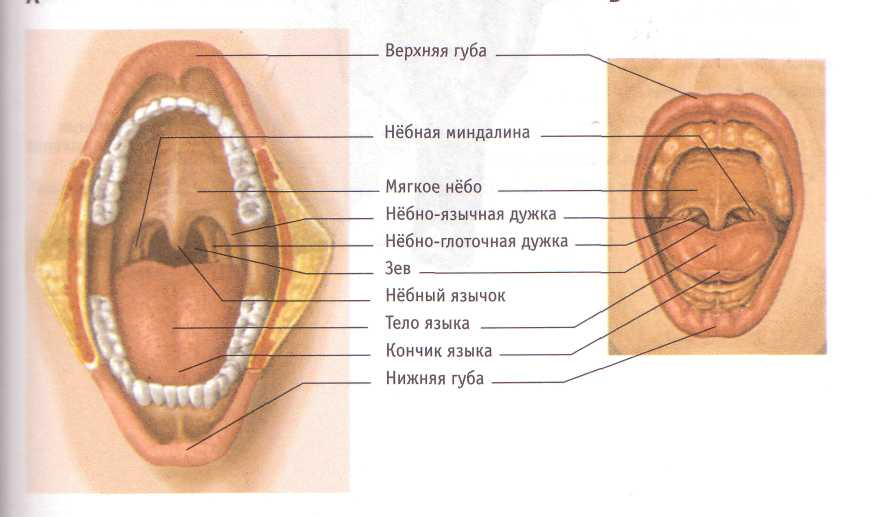 Верхняя губа
Нёбная миндалина
Мягкое нёбо
Нёбно-язычная дужка
Нёбно-глоточная дужка
Зев
Нёбный язычок
Тело языка
Кончик языка
Нижняя губа